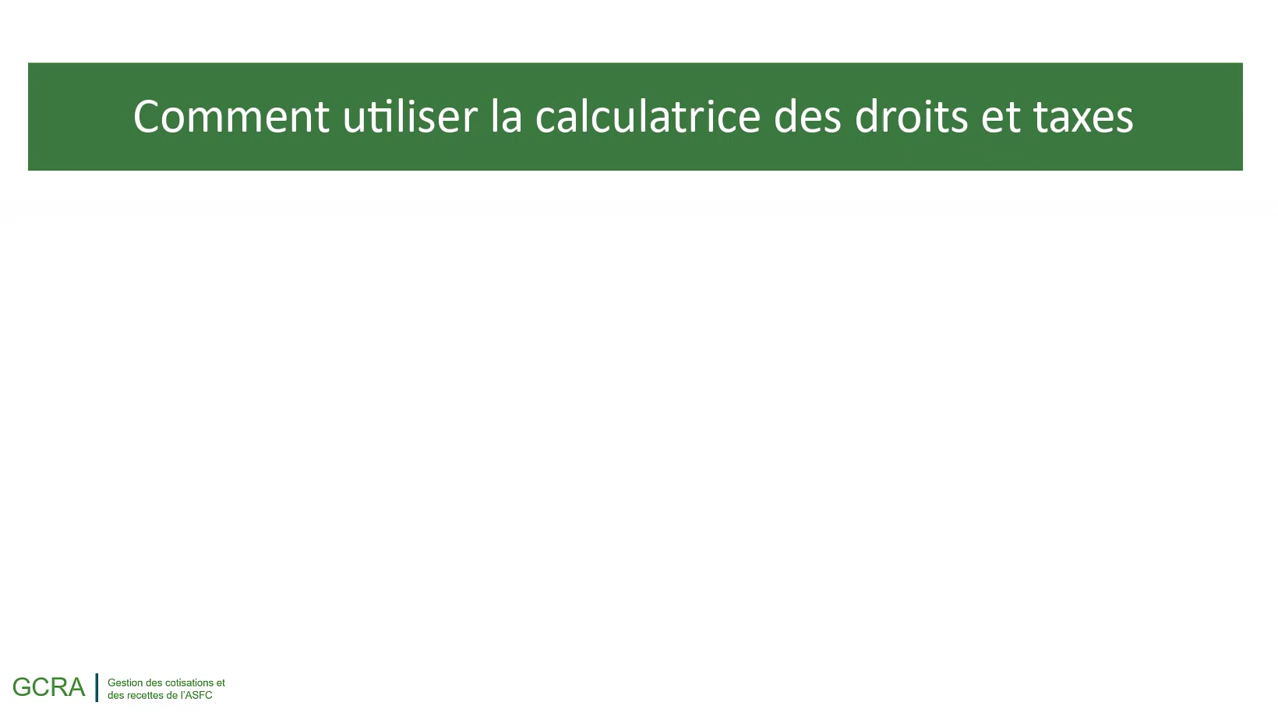 Comment utiliser la calculatrice des droits et taxes
GCRA
Gestion des cotisations et
des recettes de l'ASFC